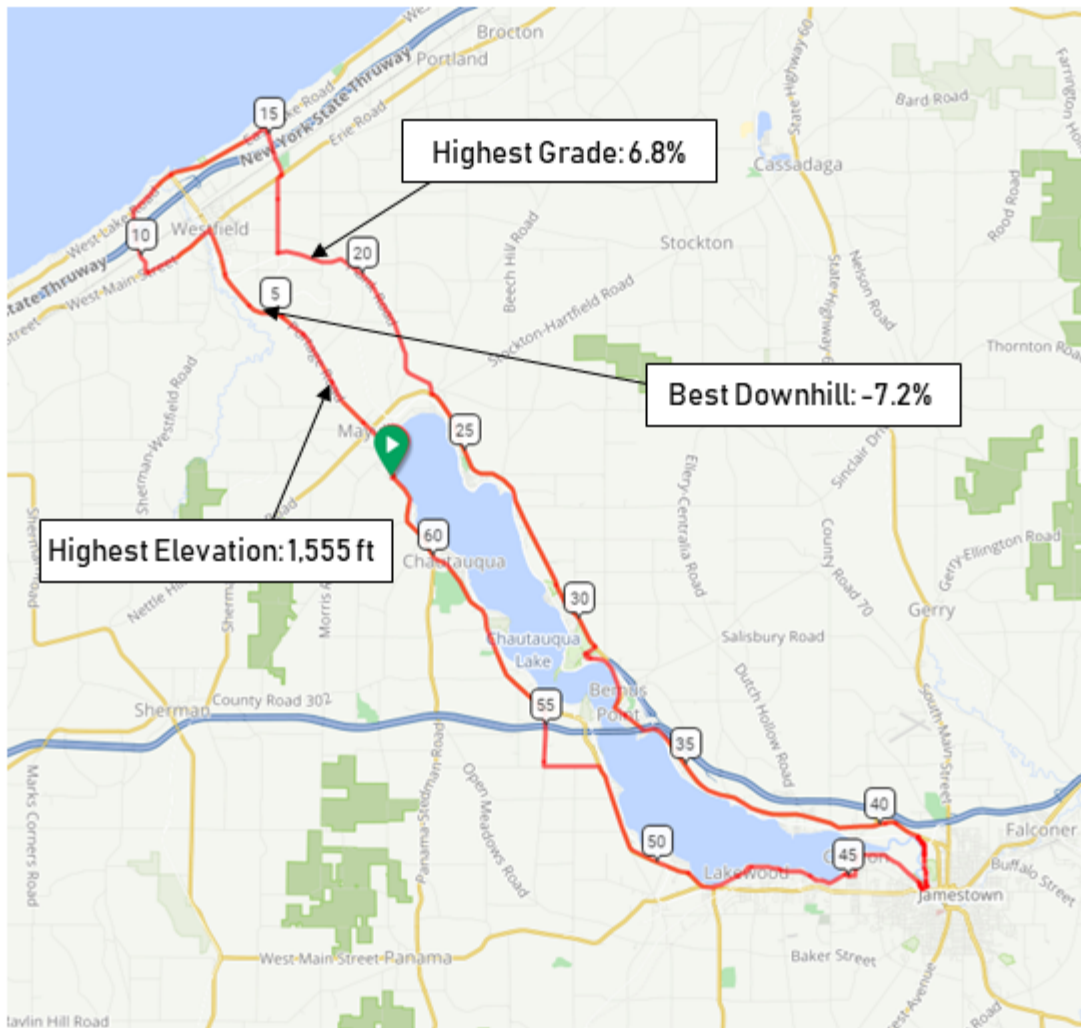 Brocton
Portland
State Highway 60
Farrington Hollow
Bard Road
New York State Thruway
Erie Road
15
Highest Grade: 6.8%
Cassadaga
Rood Road
West Lake Road
10
Westfield
Beech Hill Road
Stockton
Nelson Road
State Thruway
West Main Street
20
5
Stockton-Hartfield Road
Portage Road
Thornton Road
Best Downhill: -7.2%
Sherman-Westfield Road
25
Ellery-Centralia Road
Highest Elevation: 1,555 ft
60
Chautauqua
County Road 70
Gerry-Ellington Road
30
Gerry
Chautauqua
Lake
Salisbury Road
Bemus
Point
Dutch Hollow Road
South Main Street
Sherman
County Road 302
55
35
Marks Corners Road
Panama-Stedman Road
Open Meadows Road
50
40
45
Falconer
Buffalo Street
Lakewood
Jamestown
West Main Street
Panama
Baker Street
Road